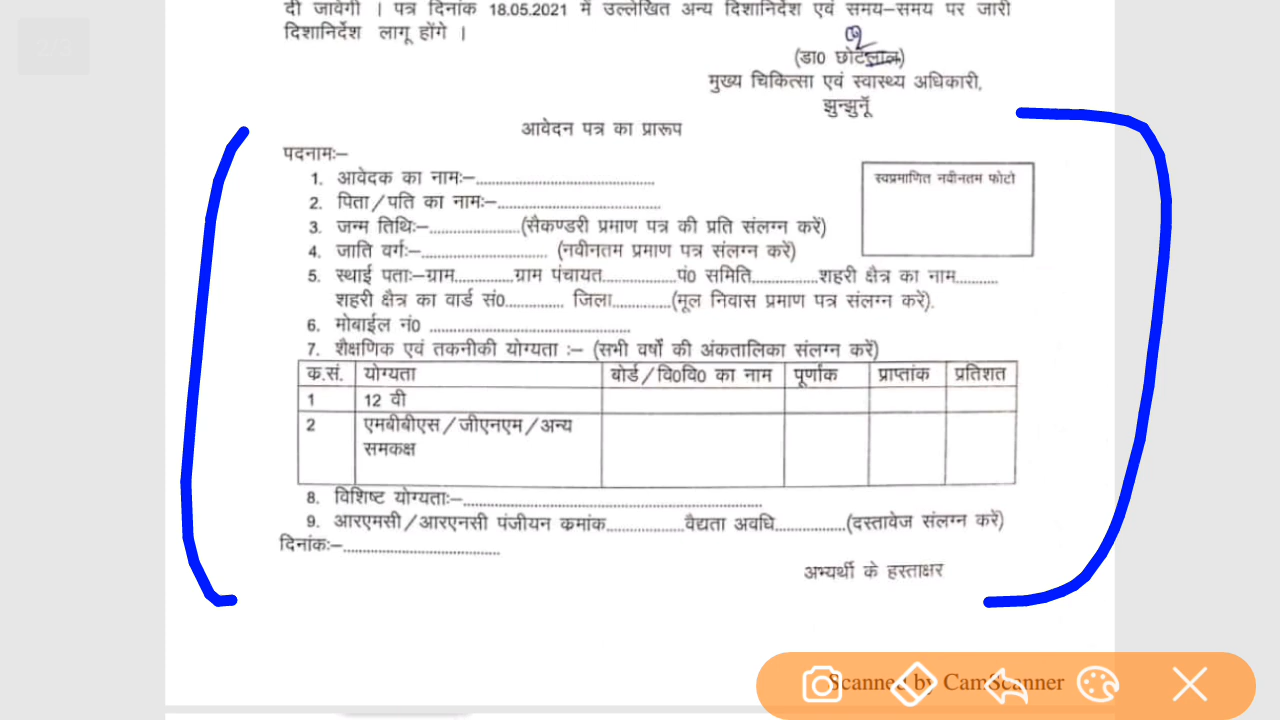 दी जावेगी । पत्र दिनांक 18.05.2021 में उल्लेखित अन्य दिशानिर्देश एवं समय–समय पर जारी
दिशानिर्देश लागू होंगे ।
(डा0 छोटेलाल)
मुख्य चिकित्सा एवं स्वास्थ्य अधिकारी,
झुन्झुनूॅं
आवेदन पत्र का प्रारूप
पदनामः–
स्वप्रमाणित नवीनतम फोटो
1. आवेदक का नामः–.......................................
2. पिता/पति का नामः–....................................
3. जन्म तिथिः–....................(सैकण्डरी प्रमाण पत्र की प्रति संलग्न करें)
4. जाति वर्गः–............................ (नवीनतम प्रमाण पत्र संलग्न करें)
5. स्थाई पताः–ग्राम.............ग्राम पंचायत................पं0 समिति..............शहरी क्षैत्र का नाम.........
शहरी क्षैत्र का वार्ड सं0............. जिला.............(मूल निवास प्रमाण पत्र संलग्न करें).
6. मोबाईल नं0 .............................................
7. शैक्षणिक एवं तकनीकी योग्यता :– (सभी वर्षो की अंकतालिका संलग्न करें)
क.सं. योग्यता बोर्ड/वि0वि0 का नाम पूर्णांक प्राप्तांक प्रतिशत
1 12 वी
2 एमबीबीएस/जीएनएम/अन्य
समकक्ष
8. विशिष्ट योग्यताः–..................................................................
9. आरएमसी/आरएनसी पंजीयन कमांक.................वैद्यता अवधि...............(दस्तावेज संलग्न करें)
दिनांकः–..................................
अभ्यर्थी के हस्ताक्षर
Scanned by CamScanner